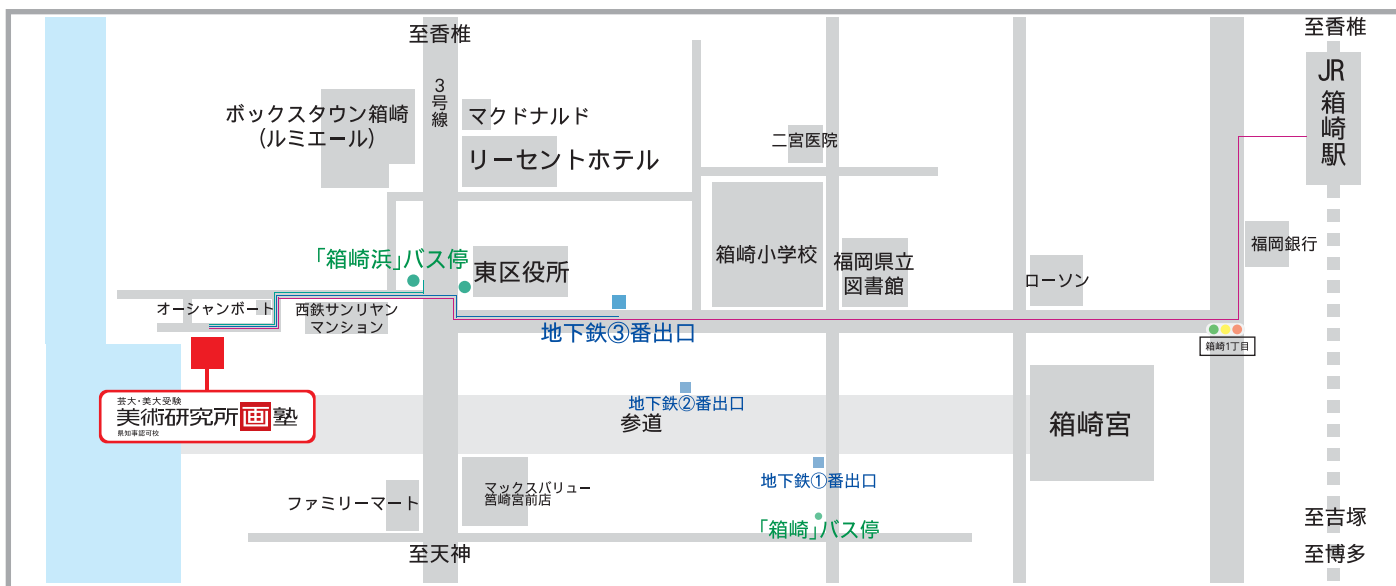 至香椎
至香椎
3号線
JR箱崎駅
ボックスタウン箱崎
(ルミエール)
マクドナルド
リーセントホテル
二宮医院
「箱崎浜」バス停
東区役所
箱崎小学校
福岡県立
図書館
福岡銀行
ローソン
オーシャンボート
西鉄サンリヤン
マンション
地下鉄③番出口
箱崎1丁目
地下鉄②番出口
参道
箱崎宮
芸大・美大受験
美術研究所画塾
県知事認可校
地下鉄①番出口
ファミリーマート
マックスバリュー
筥崎宮前店
「箱崎」バス停
至吉塚
至天神
至博多